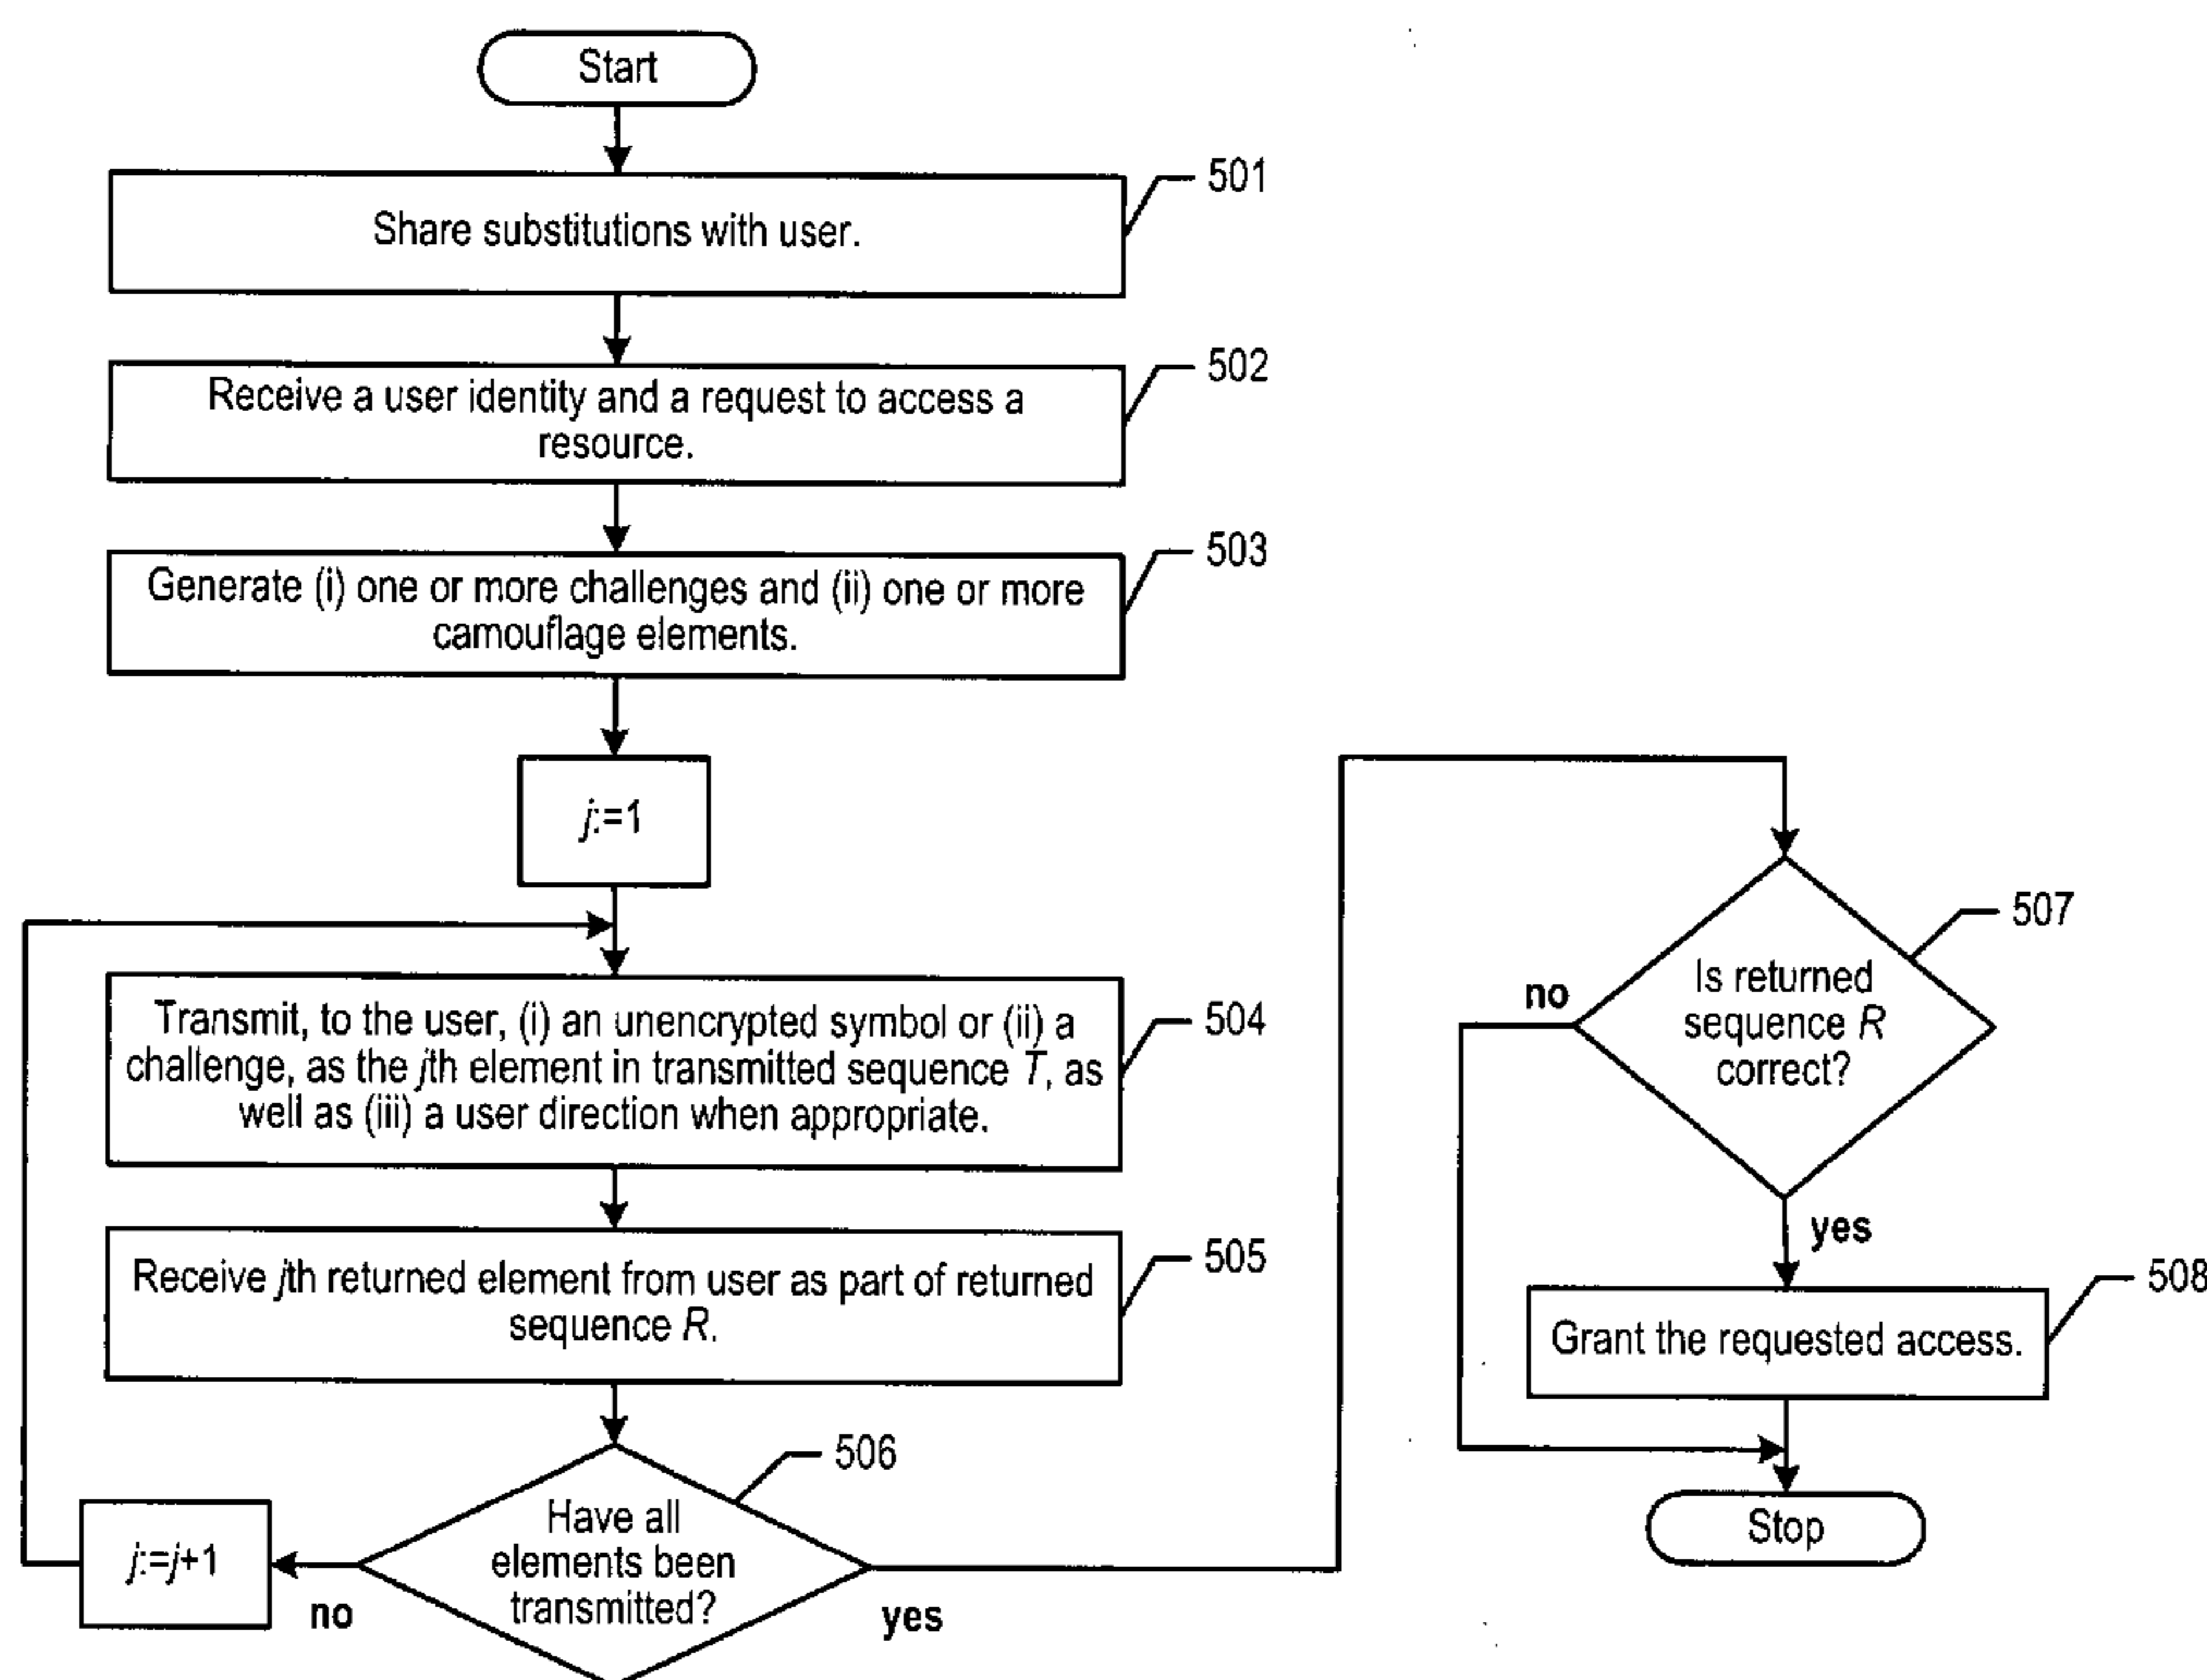 Start
Share substitutions with user.
501
Receive a user identity and a request to access a
resource.
502
Generate (i) one or more challenges and (ii) one or more
camouflage elements.
503
j:=1
Transmit, to the user, (i) an unencrypted symbol or (ii) a
challenge, as the jth element in transmitted sequence T, as
well as (iii) a user direction when appropriate.
504
Receive jth returned element from user as part of returned
sequence R.
505
Have all
elements been
transmitted?
506
no
j:=j+1
yes
Is returned
sequence R
correct?
507
no
yes
Grant the requested access.
508
Stop